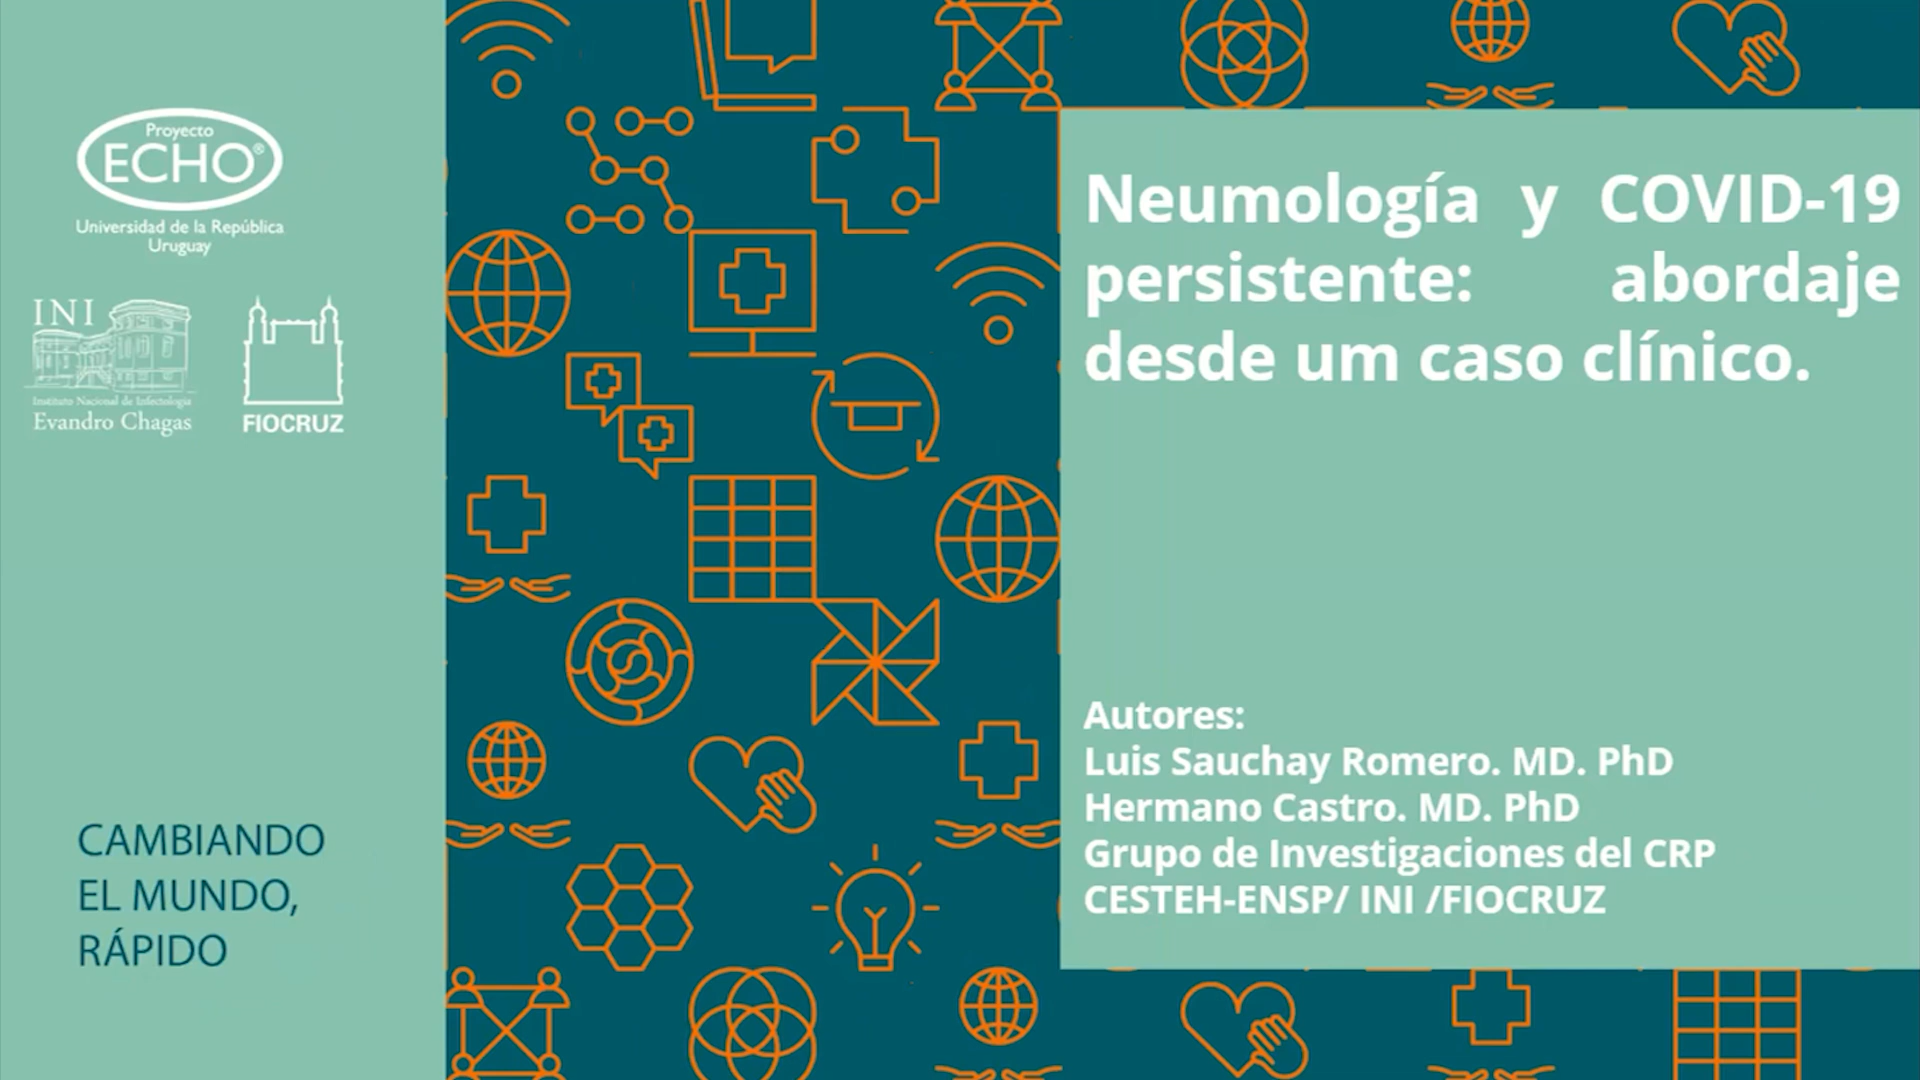 Proyecto
ECHO®
Universidad de la República
Uruguay
INI
Instituto Nacional de Infectología
Evandro Chagas
FIOCRUZ
CAMBIANDO
EL MUNDO,
RÁPIDO
Neumología y COVID-19
persistente: abordaje
desde um caso clínico.
Autores:
Luis Sauchay Romero. MD. PhD
Hermano Castro. MD. PhD
Grupo de Investigaciones del CRP
CESTEH-ENSP/ INI /FIOCRUZ